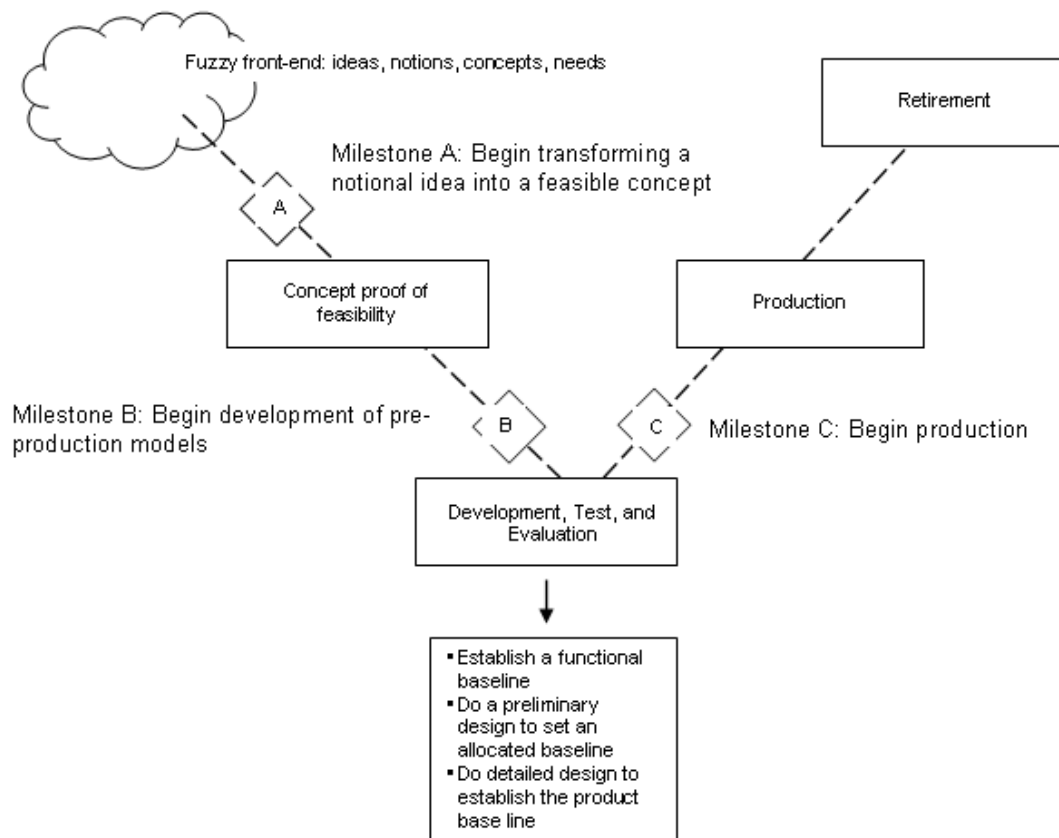 Fuzzy front-end: ideas, notions, concepts, needs
Retirement
Milestone A: Begin transforming a
notional idea into a feasible concept
A
Concept proof of
feasibility
Production
Milestone B: Begin development of pre-
production models
B
C
Milestone C: Begin production
Development, Test, and
Evaluation
▪Establish a functional
baseline
▪Do a preliminary
design to set an
allocated baseline
▪Do detailed design to
establish the product
base line